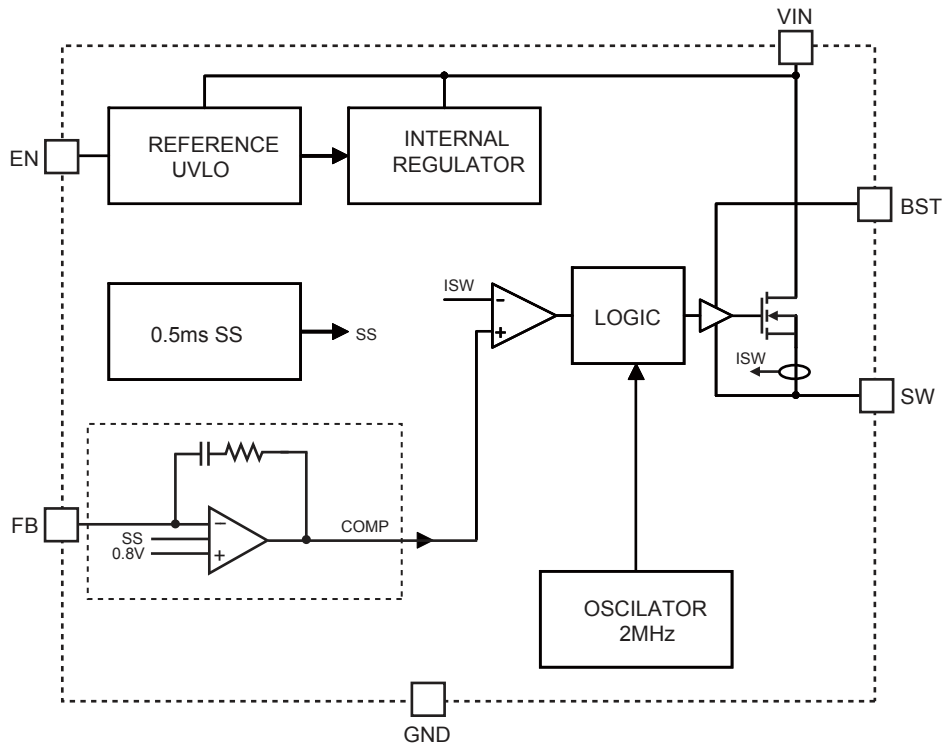 VIN
EN
REFERENCE
UVLO
INTERNAL
REGULATOR
BST
0.5ms SS
SS
ISW
−
+
LOGIC
ISW
SW
FB
SS
0.8V
−
+
COMP
OSCILATOR
2MHz
GND